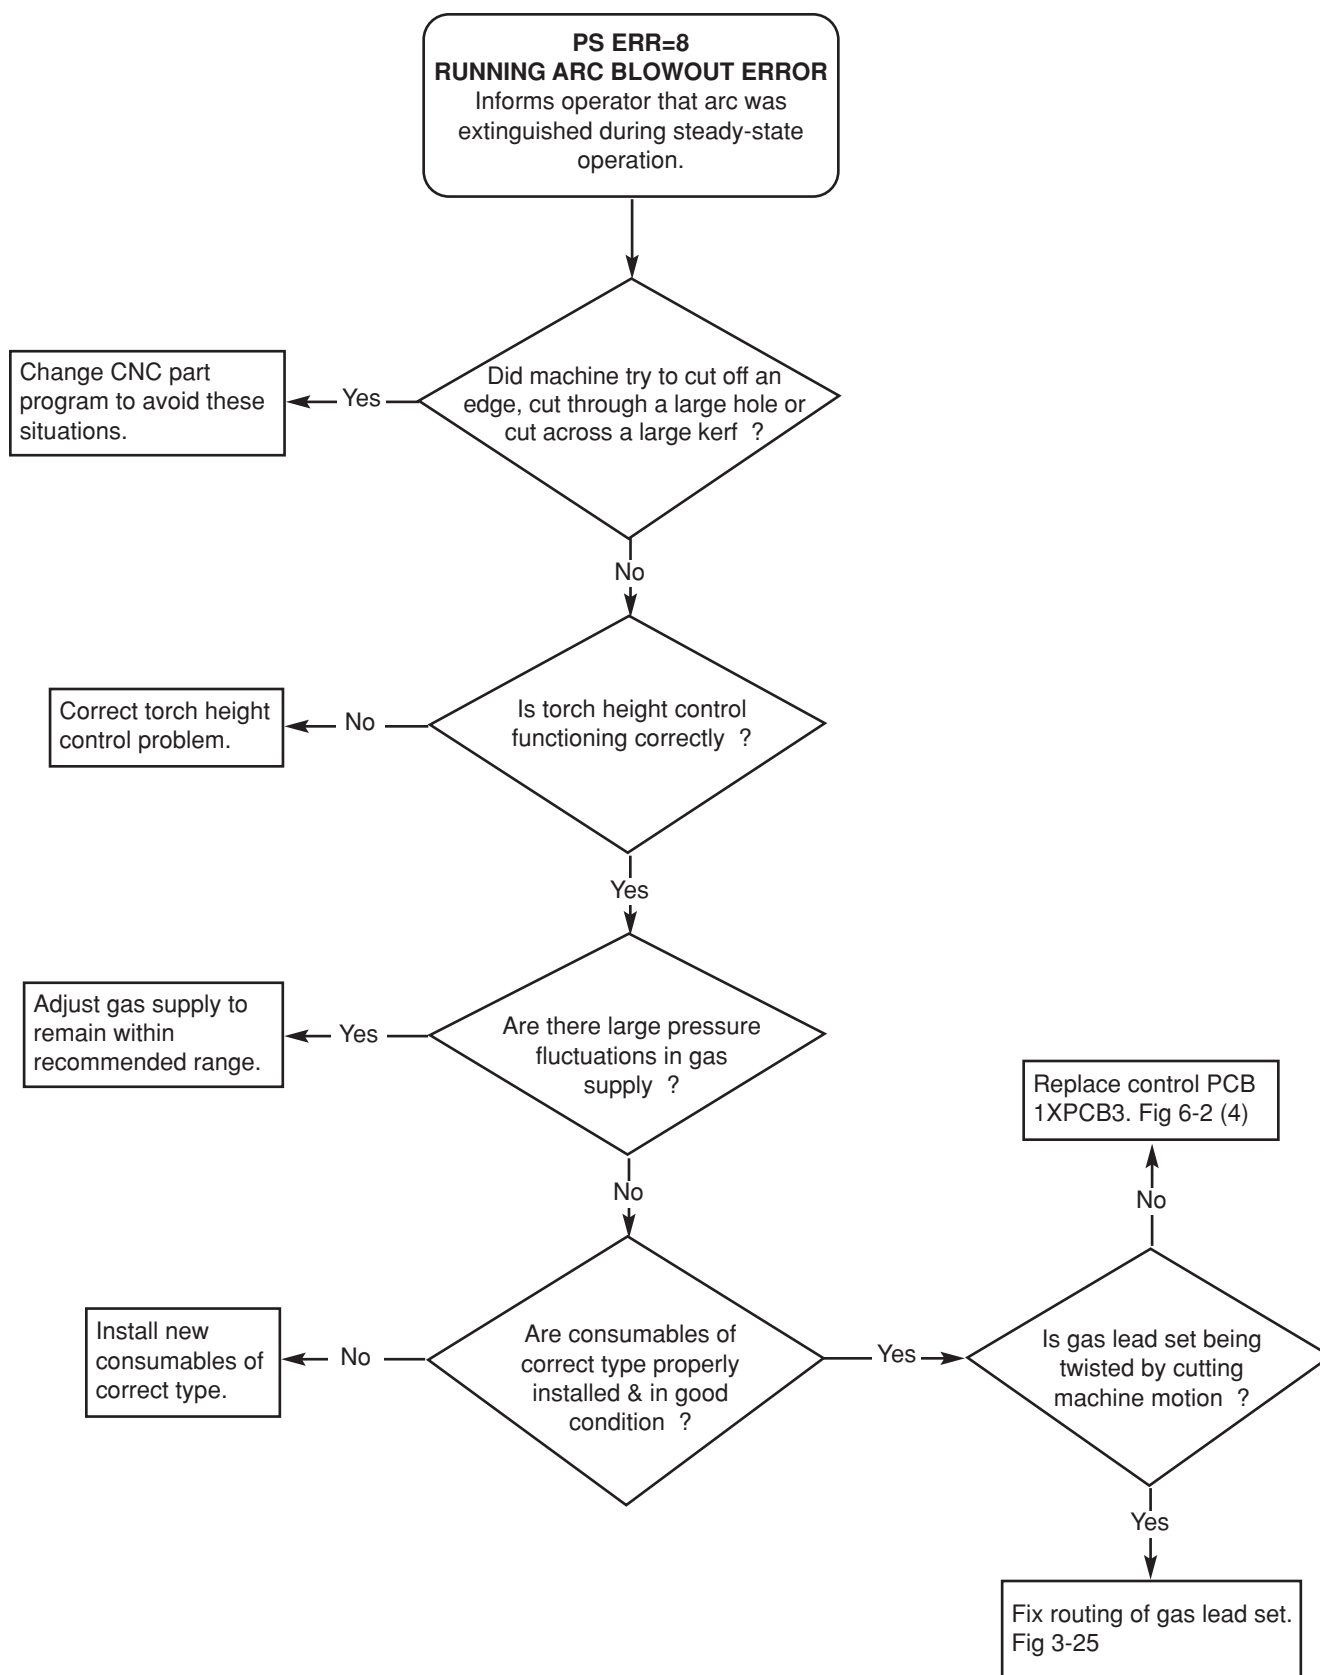 PS ERR=8
RUNNING ARC BLOWOUT ERROR
Informs operator that arc was
extinguished during steady-state
operation.
Did machine try to cut off an
edge, cut through a large hole or
cut across a large kerf ?
Yes
Change CNC part
program to avoid these
situations.
No
Is torch height control
functioning correctly ?
No
Correct torch height
control problem.
Yes
Are there large pressure
fluctuations in gas
supply ?
Yes
Adjust gas supply to
remain within
recommended range.
No
Are consumables of
correct type properly
installed & in good
condition ?
No
Install new
consumables of
correct type.
Yes
Is gas lead set being
twisted by cutting
machine motion ?
No
Replace control PCB
1XPCB3. Fig 6-2 (4)
Yes
Fix routing of gas lead set.
Fig 3-25